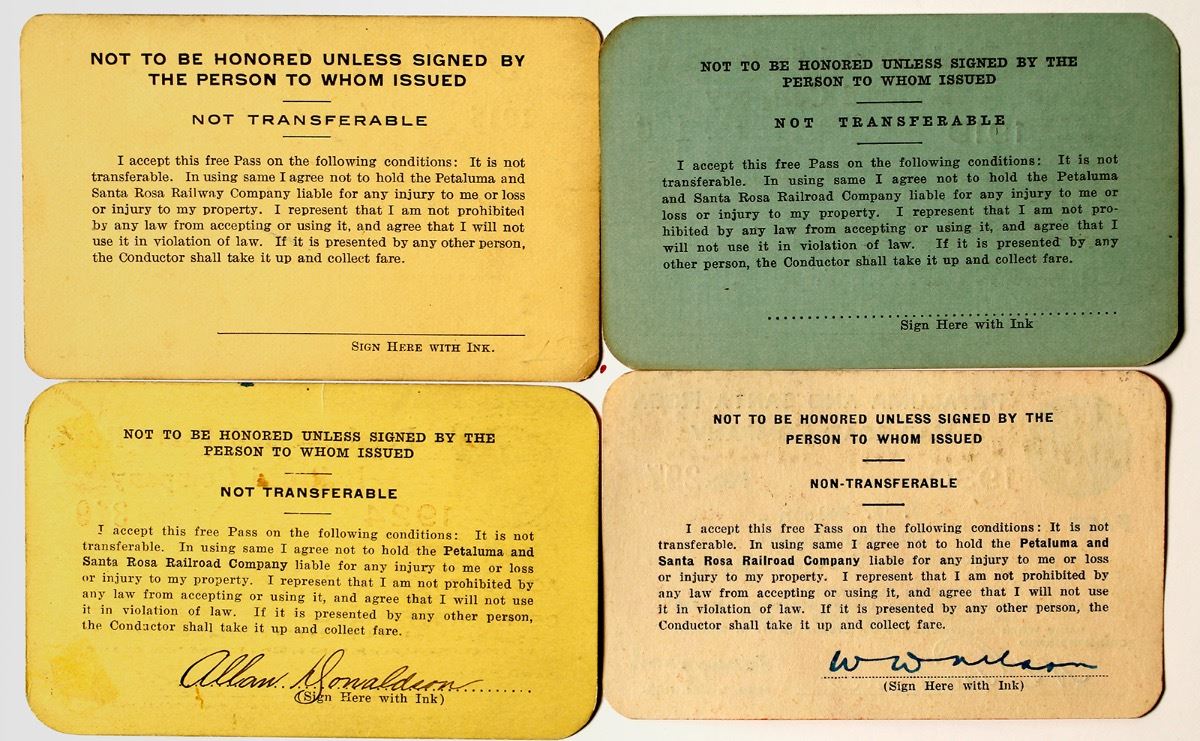 NOT TO BE HONORED UNLESS SIGNED BY
THE PERSON TO WHOM ISSUED
NOT TRANSFERABLE
I accept this free Pass on the following conditions: It is not
transferable. In using same I agree not to hold the Petaluma and
Santa Rosa Railway Company liable for any injury to me or loss
or injury to my property. I represent that I am not prohibited
by any law from accepting or using it, and agree that I will not
use it in violation of law. If it is presented by any other person,
the Conductor shall take it up and collect fare.
SIGN HERE WITH INK.
NOT TO BE HONORED UNLESS SIGNED BY THE
PERSON TO WHOM ISSUED
NOT TRANSFERABLE
I accept this free Pass on the following conditions: It is not
transferable. In using same I agree not to hold the Petaluma
and Santa Rosa Railroad Company liable for any injury to me or
loss or injury to my property. I represent that I am not pro-
hibited by any law from accepting or using it, and agree that I
will not use it in violation of law. If it is presented by any
other person, the Conductor shall take it up and collect fare.
Sign Here with Ink
NOT TO BE HONORED UNLESS SIGNED BY THE
PERSON TO WHOM ISSUED
NOT TRANSFERABLE
I accept this free Pass on the following conditions: It is not
transferable. In using same I agree not to hold the Petaluma and
Santa Rosa Railroad Company liable for any injury to me or loss
or injury to my property. I represent that I am not prohibited by
any law from accepting or using it, and agree that I will not use
it in violation of law. If it is presented by any other person,
the Conductor shall take it up and collect fare.
Allan Donaldson
(Sign Here with Ink)
NOT TO BE HONORED UNLESS SIGNED BY THE
PERSON TO WHOM ISSUED
NON-TRANSFERABLE
I accept this free Pass on the following conditions: It is not
transferable. In using same I agree not to hold the Petaluma and
Santa Rosa Railroad Company liable for any injury to me or loss
or injury to my property. I represent that I am not prohibited by
any law from accepting or using it, and agree that I will not use
it in violation of law. If it is presented by any other person, the
Conductor shall take it up and collect fare.
W W
(Sign Here with Ink)